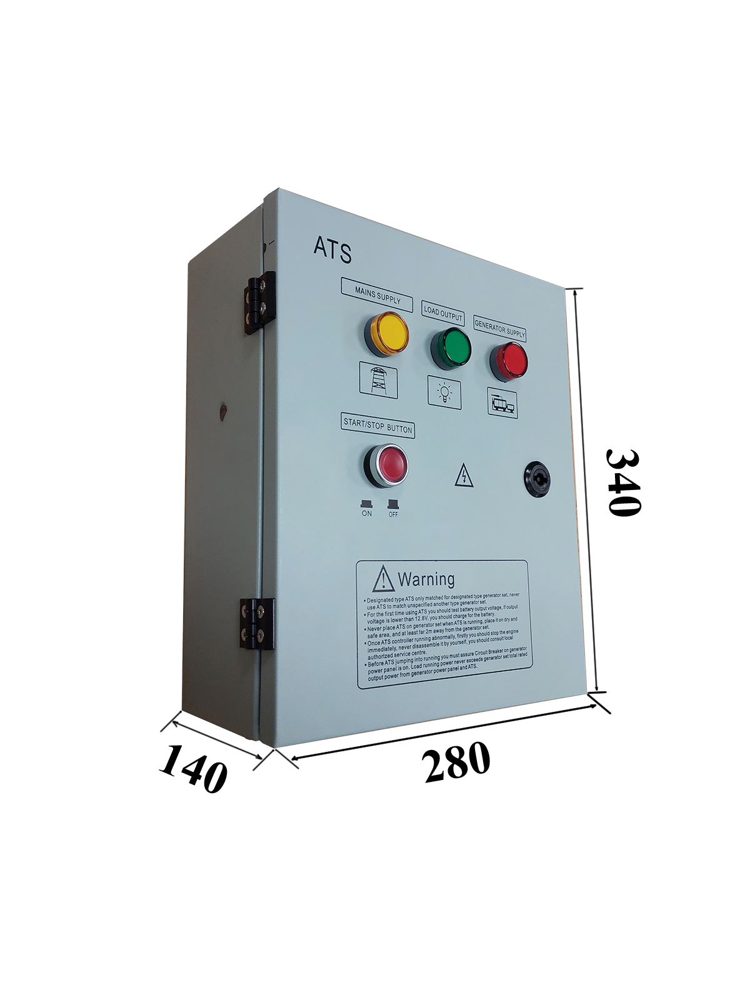 ATS
MAINS SUPPLY
LOAD OUTPUT
GENERATOR SUPPLY
START/STOP BUTTON
ON
OFF
340
Warning
• Designated type ATS only matched for designated type generator set, never
use ATS to match unspecified another type generator set.
• For the first time using ATS you should test battery output voltage, if output
voltage is lower than 12.8V, you should charge for the battery.
• Never place ATS on generator set when ATS is running, place it on dry and
safe area, and at least far 2m away from the generator set.
• Once ATS controller running abnormally, firstly you should stop the engine
immediately, never disassemble it by yourself, you should consult local
authorized service centre.
• Before ATS jumping into running you must assure Circuit Breaker on generator
power panel is on. Load running power never exceeds generator set total rated
output power from generator power panel and ATS.
140
280